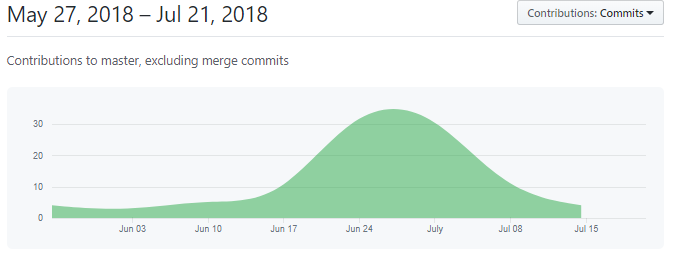 May 27, 2018 – Jul 21, 2018
Contributions: Commits
Contributions to master, excluding merge commits
30
20
10
0
Jun 03 Jun 10 Jun 17 Jun 24 July Jul 08 Jul 15